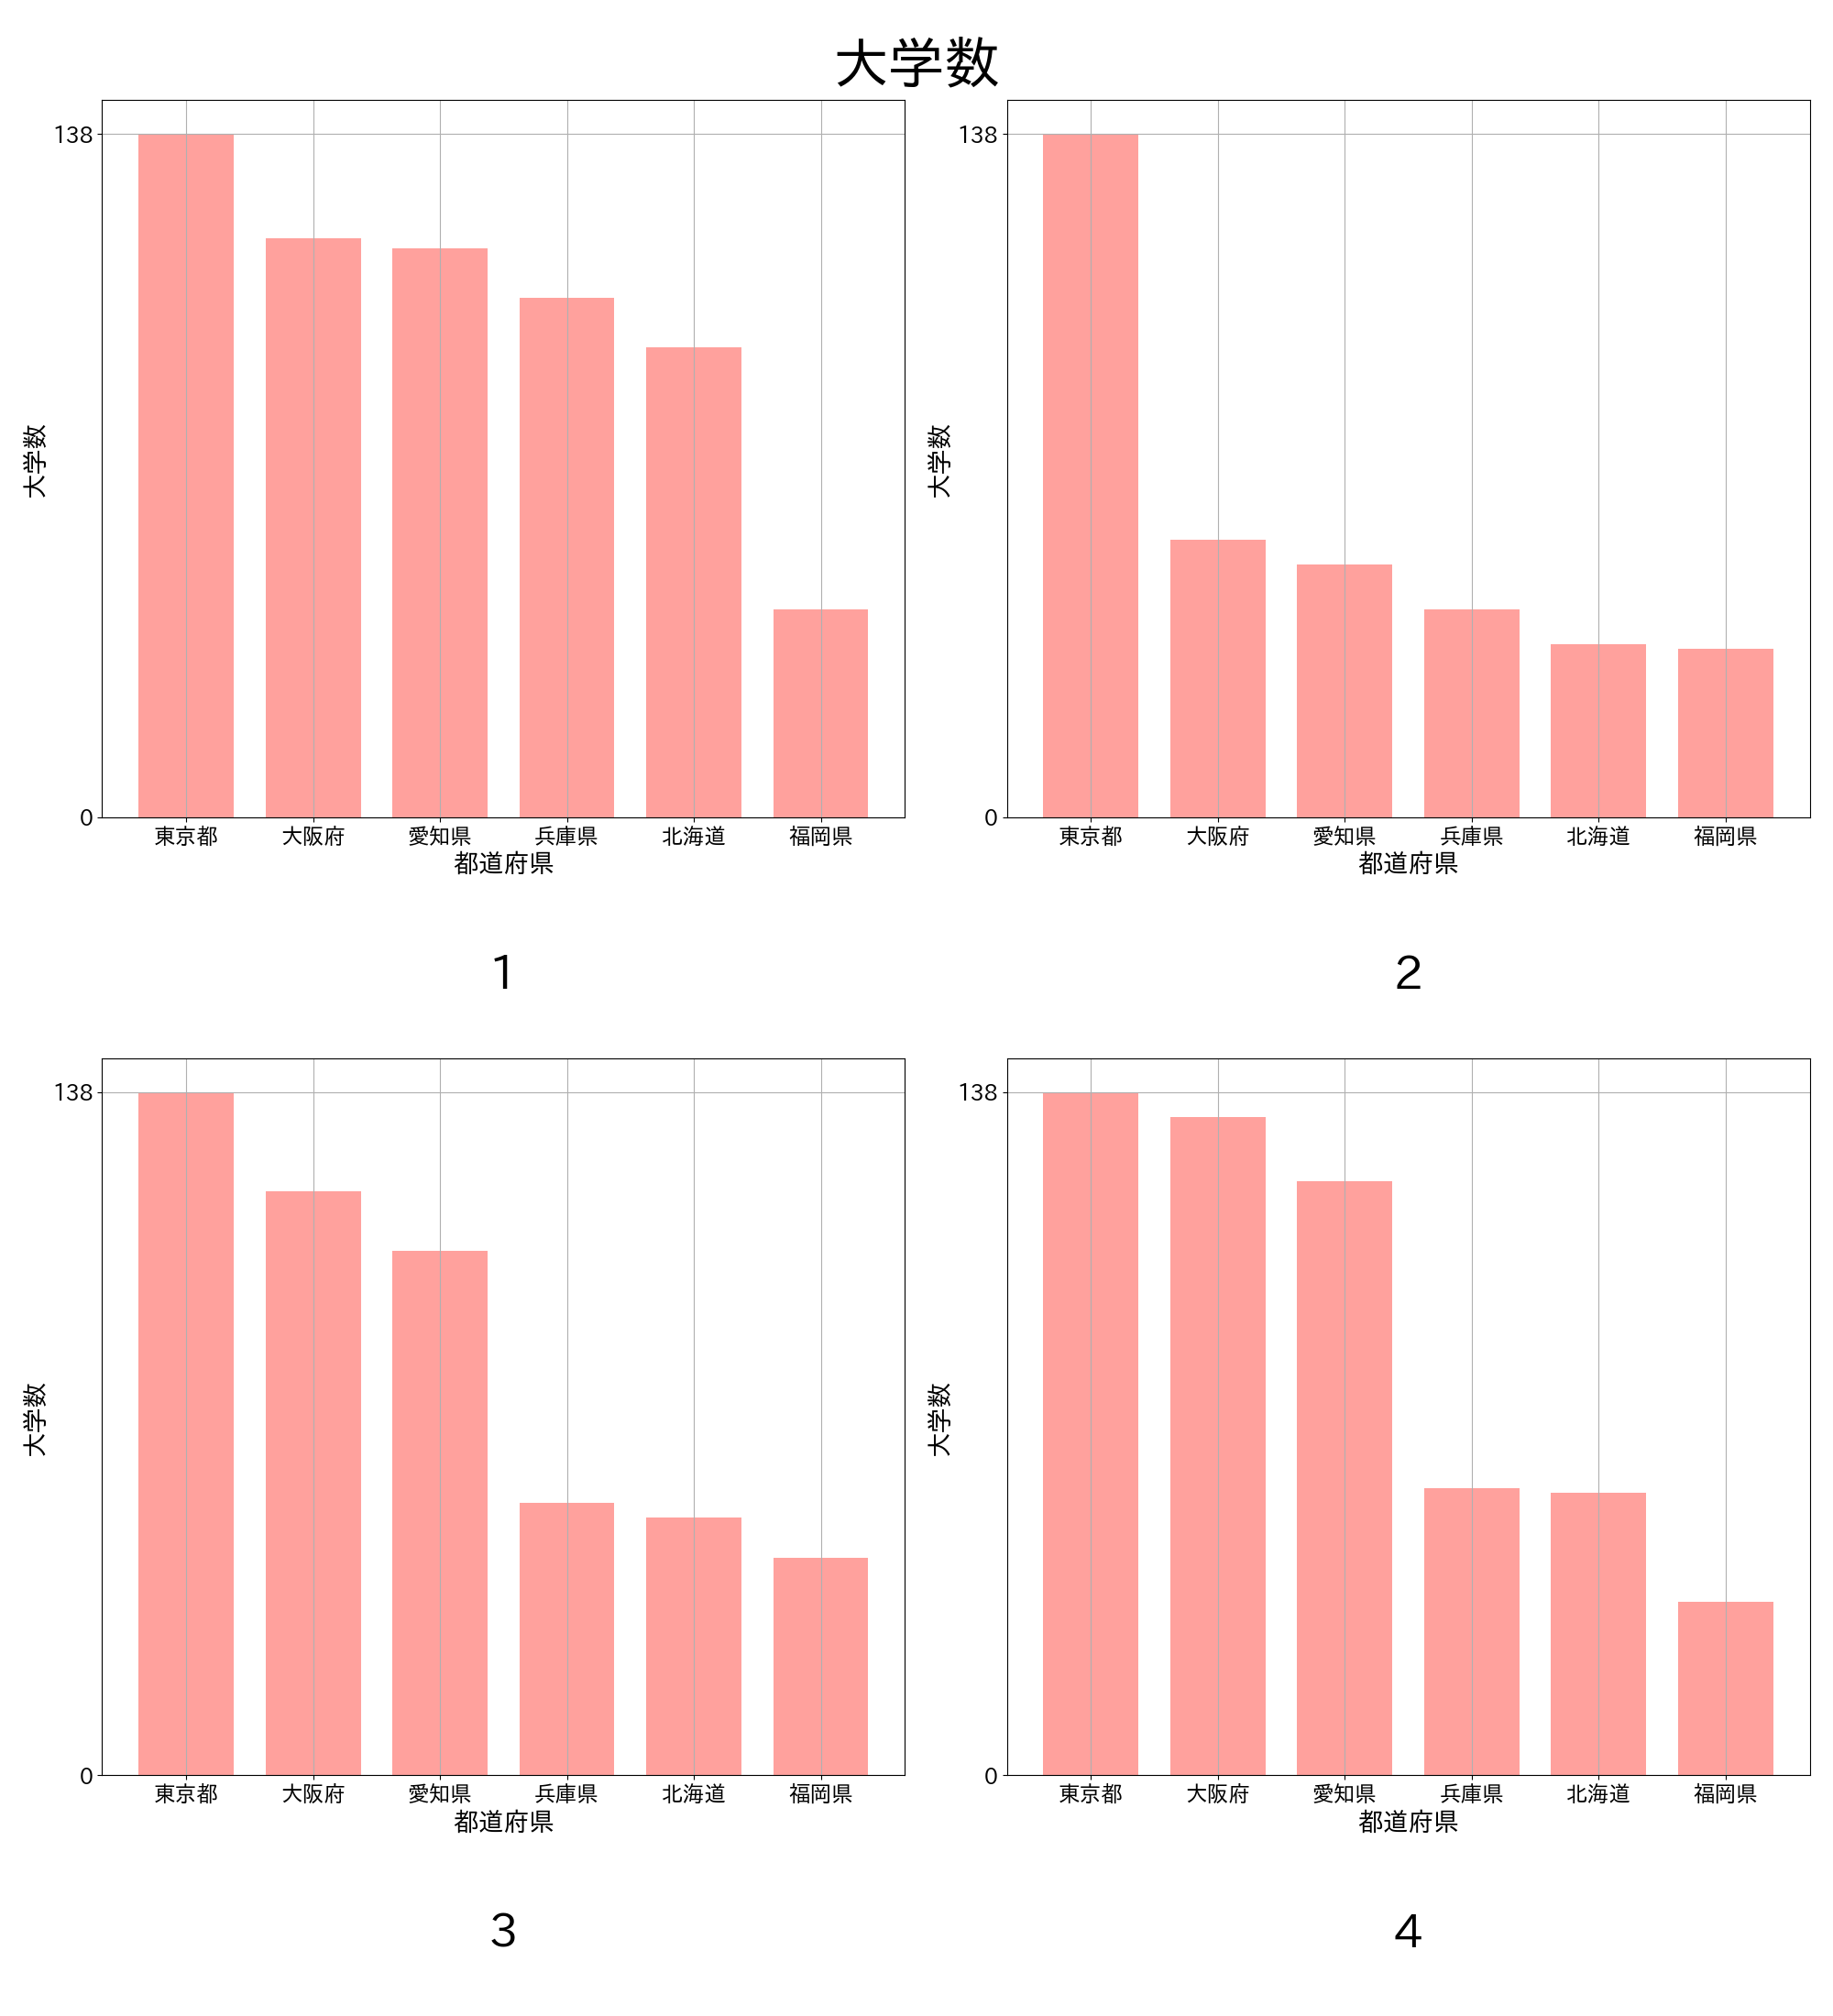 大学数
138
0
大学数
東京都 大阪府 愛知県 兵庫県 北海道 福岡県
都道府県
1
138
0
大学数
東京都 大阪府 愛知県 兵庫県 北海道 福岡県
都道府県
2
138
0
大学数
東京都 大阪府 愛知県 兵庫県 北海道 福岡県
都道府県
3
138
0
大学数
東京都 大阪府 愛知県 兵庫県 北海道 福岡県
都道府県
4